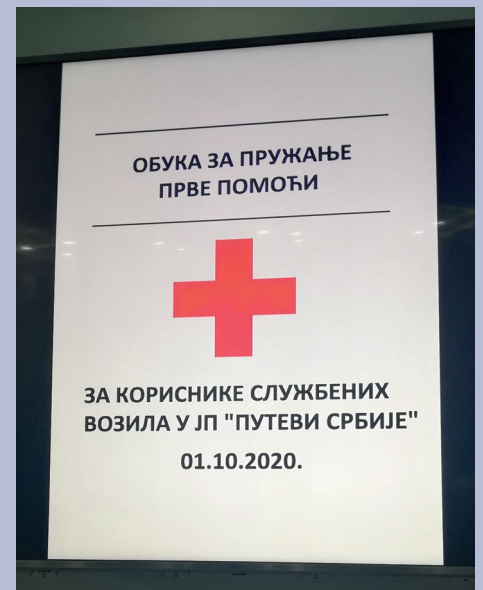 ОБУКА ЗА ПРУЖАЊЕ
ПРВЕ ПОМОЋИ
ЗА КОРИСНИКЕ СЛУЖБЕНИХ
ВОЗИЛА У ЈП "ПУТЕВИ СРБИЈЕ"
01.10.2020.